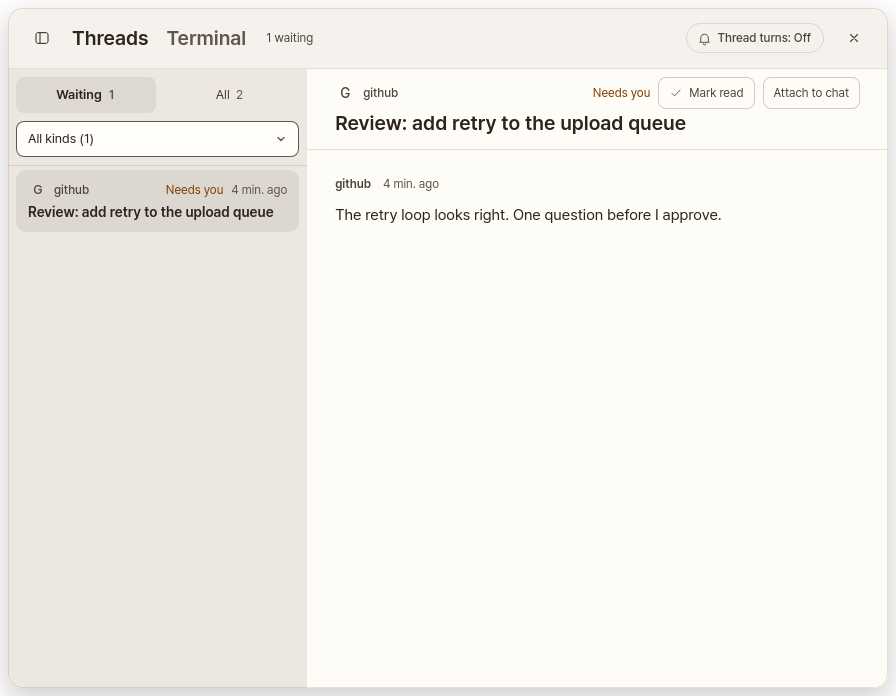 Threads Terminal 1 waiting Thread turns: Off
Waiting 1 All 2
All kinds (1)
G github Needs you 4 min. ago
Review: add retry to the upload queue
G github Needs you Mark read Attach to chat
Review: add retry to the upload queue
github 4 min. ago
The retry loop looks right. One question before I approve.